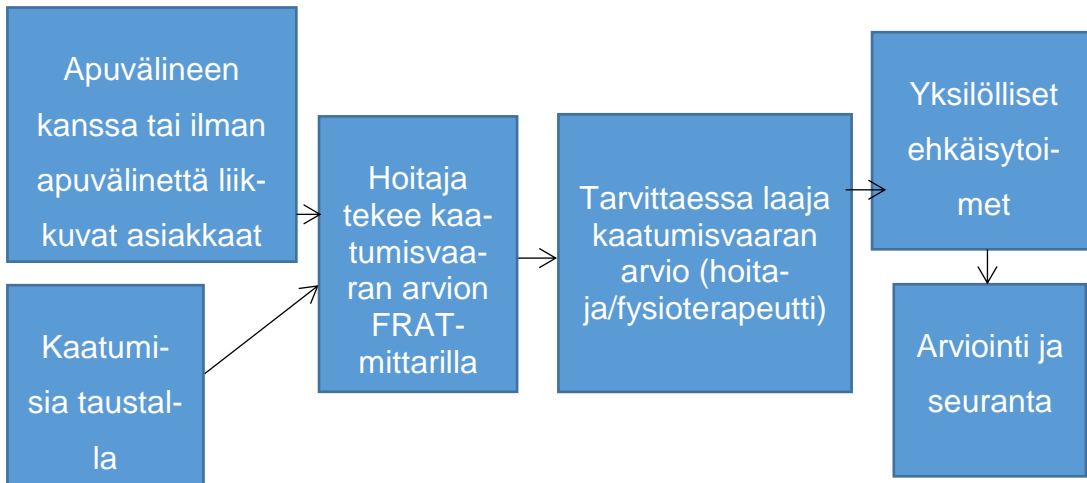 Apuvälineen
kanssa tai ilman
apuvälinettä liik-
kuvat asiakkaat
Kaatumi-
sia taustal-
la
Hoitaja
tekee kaa-
tumisvaa-
ran arvion
FRAT-
mittarilla
Tarvittaessa laaja
kaatumisvaaran
arvio (hoita-
ja/fysioterapeutti)
Yksilölliset
ehkäisytoi-
met
Arviointi ja
seuranta